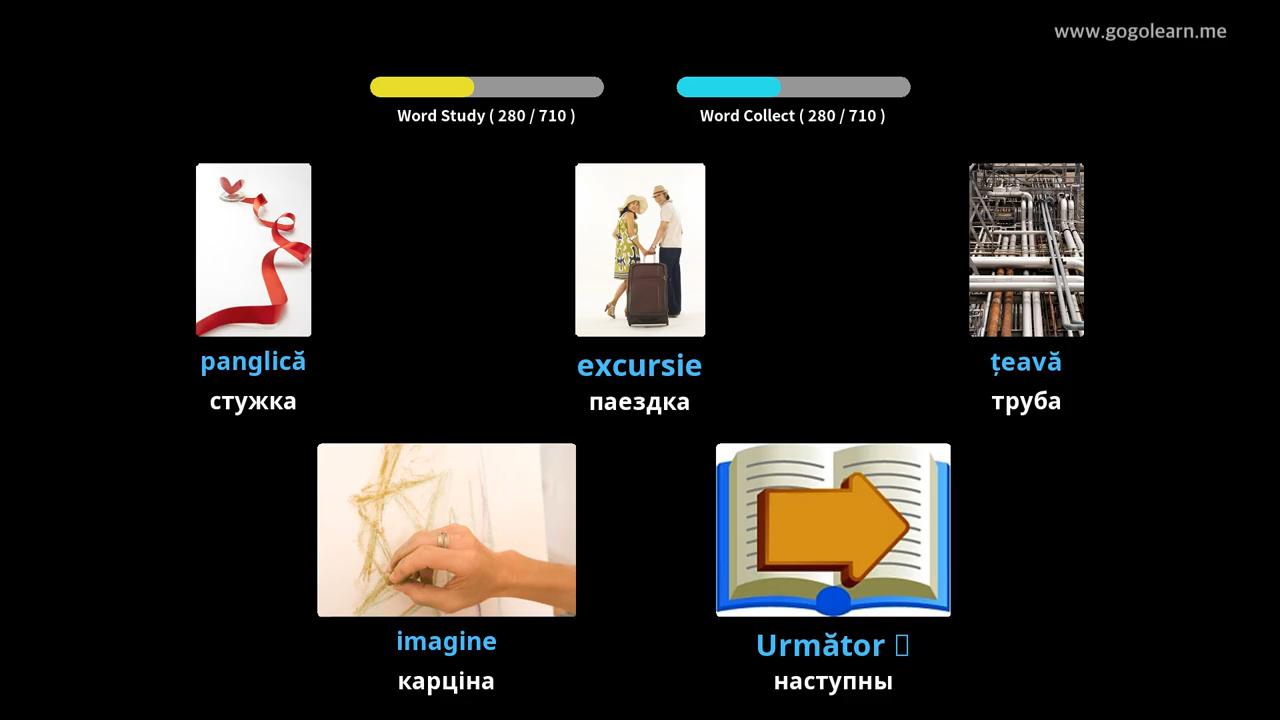 www.gogolearn.me
Word Study ( 280 / 710 )
Word Collect ( 280 / 710 )
panglică
стужка
excursie
паездка
țeavă
труба
imagine
карціна
Următor
наступны